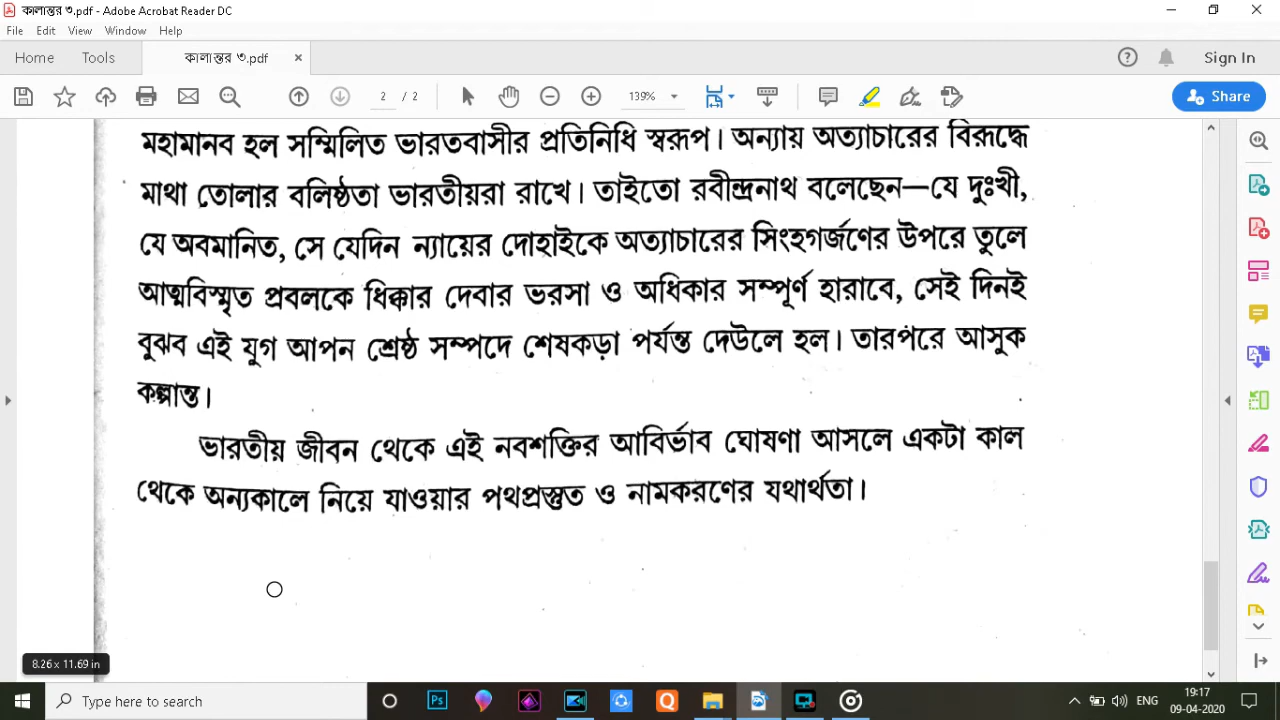 কালান্তর ৩.pdf - Adobe Acrobat Reader DC
File Edit View Window Help
Home Tools কালান্তর ৩.pdf × Sign In
2 / 2 139% Share
মহামানব হল সম্মিলিত ভারতবাসীর প্রতিনিধি স্বরূপ। অন্যায় অত্যাচারের বিরূদ্ধে
মাথা তোলার বলিষ্ঠতা ভারতীয়রা রাখে। তাইতো রবীন্দ্রনাথ বলেছেন—যে দুঃখী,
যে অবমানিত, সে যেদিন ন্যায়ের দোহাইকে অত্যাচারের সিংহগর্জণের উপরে তুলে
আত্মবিস্মৃত প্রবলকে ধিক্কার দেবার ভরসা ও অধিকার সম্পূর্ণ হারাবে, সেই দিনই
বুঝব এই যুগ আপন শ্রেষ্ঠ সম্পদে শেষকড়া পর্যন্ত দেউলে হল। তারপরে আসুক
কল্পান্ত।
ভারতীয় জীবন থেকে এই নবশক্তির আবির্ভাব ঘোষণা আসলে একটা কাল
থেকে অন্যকালে নিয়ে যাওয়ার পথপ্রস্তুত ও নামকরণের যথার্থতা।
8.26 x 11.69 in
Type here to search ENG 19:17
09-04-2020